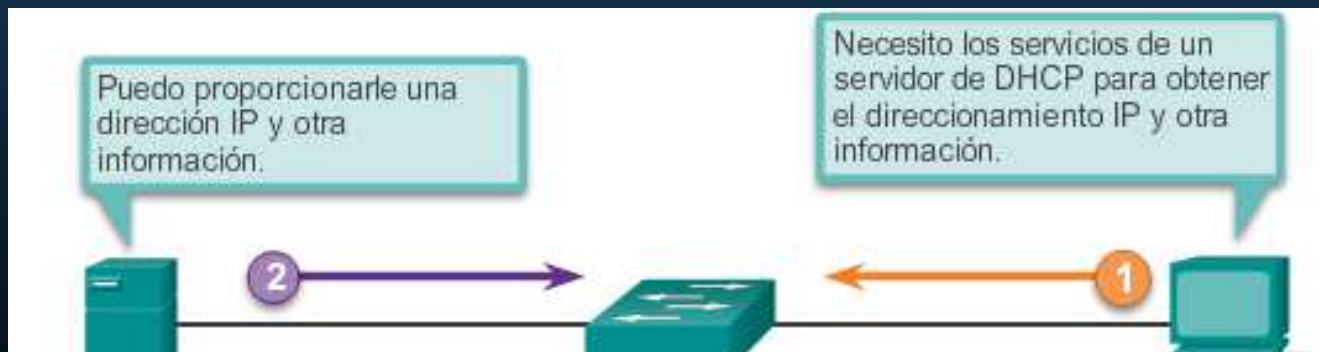 Puedo proporcionarle una
dirección IP y otra
información.
Necesito los servicios de un
servidor de DHCP para obtener
el direccionamiento IP y otra
información.
2
1